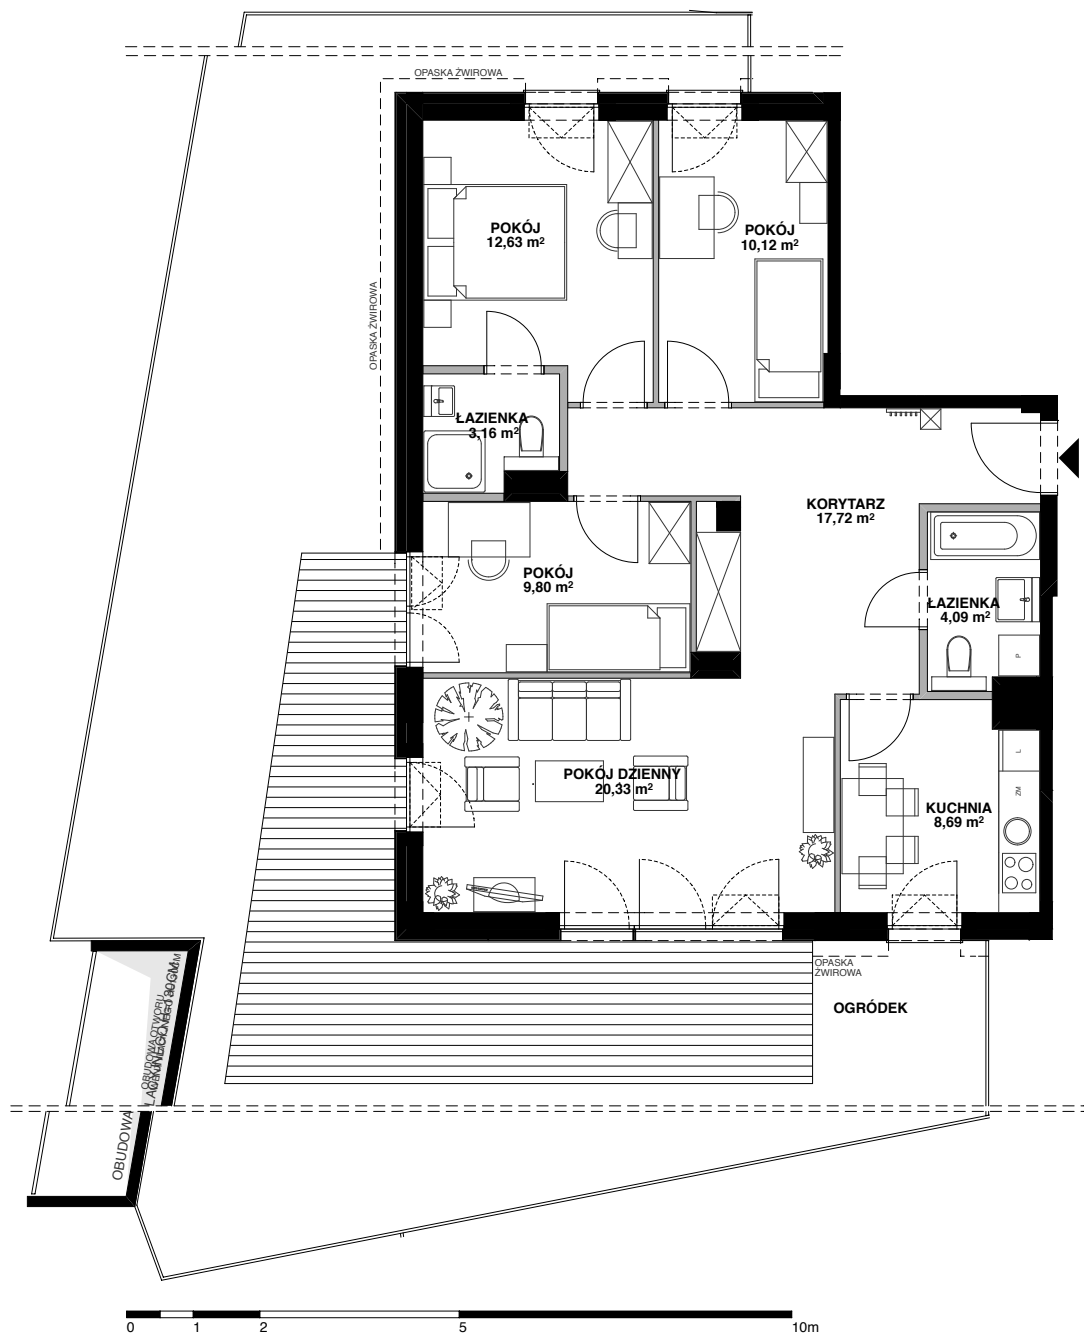 OPASKA ŻWIROWA
POKÓJ
12,63 m²
POKÓJ
10,12 m²
OPASKA ŻWIROWA
ŁAZIENKA
3,16 m²
KORYTARZ
17,72 m²
POKÓJ
9,80 m²
ŁAZIENKA
4,09 m²
P
POKÓJ DZIENNY
20,33 m²
L
ZM
KUCHNIA
8,69 m²
OPASKA
ŻWIROWA
OGRÓDEK
OBUDOWA OTWORU
OBUDOWA
0 1 2 5 10m